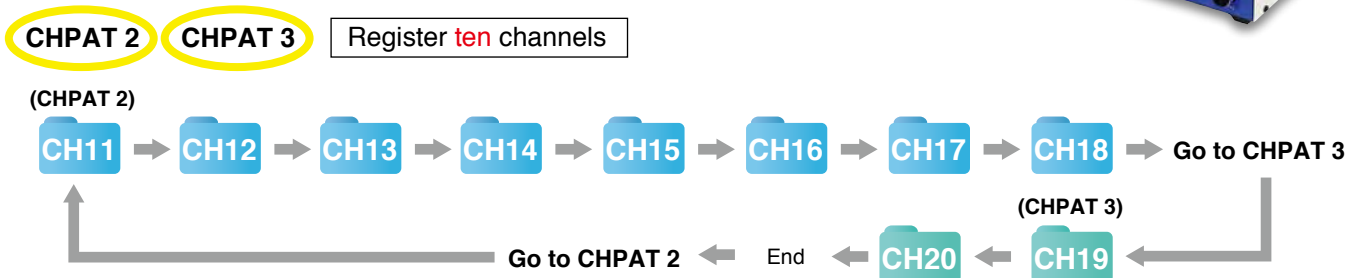 CHPAT 2 CHPAT 3 Register ten channels
(CHPAT 2)
CH11 CH12 CH13 CH14 CH15 CH16 CH17 CH18 Go to CHPAT 3
(CHPAT 3)
Go to CHPAT 2 End CH20 CH19